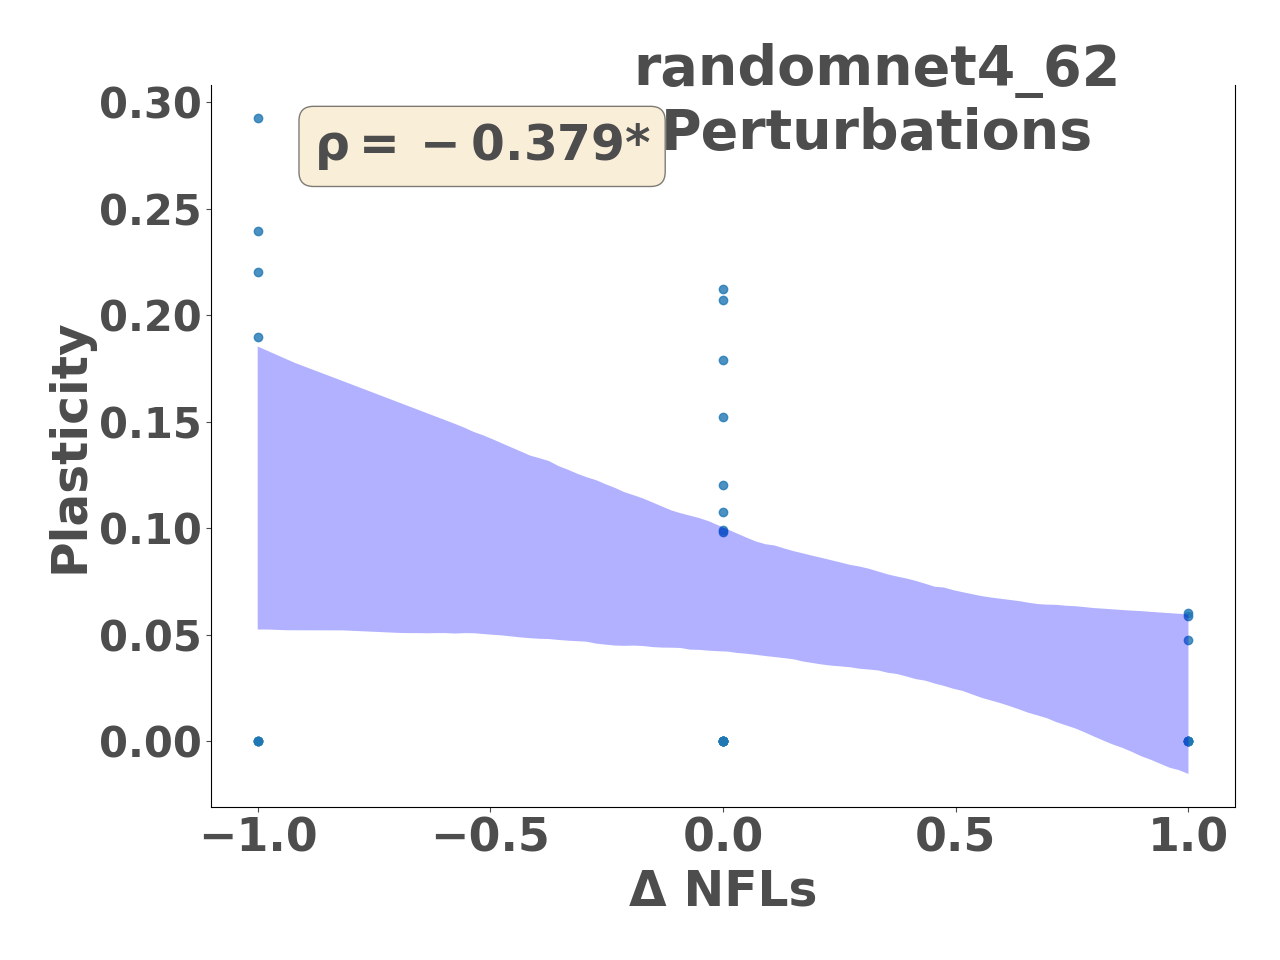 randomnet4_62
Perturbations
ρ = − 0.379*
0.30
0.25
0.20
0.15
0.10
0.05
0.00
Plasticity
−1.0 −0.5 0.0 0.5 1.0
Δ NFLs